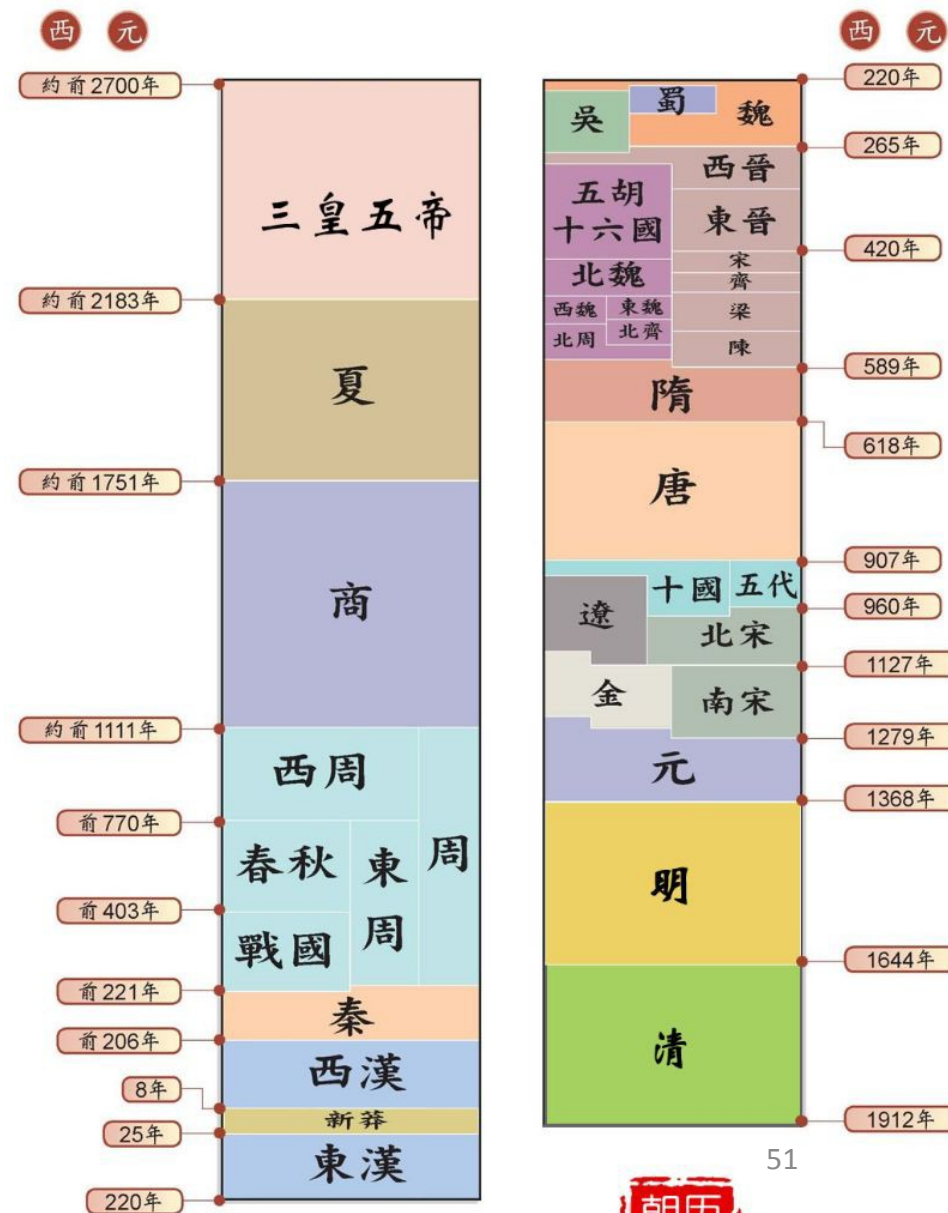 西 元
約前2700年
三皇五帝
約前2183年
夏
約前1751年
商
約前1111年
西周
周
前770年
春秋
東周
前403年
戰國
前221年
秦
前206年
西漢
8年
新莽
25年
東漢
220年
西 元
220年
吳
蜀
魏
265年
西晉
五胡
十六國
東晉
420年
宋
北魏
齊
西魏
東魏
梁
北周
北齊
陳
589年
隋
618年
唐
907年
十國
五代
960年
遼
北宋
1127年
金
南宋
1279年
元
1368年
明
1644年
清
1912年
51